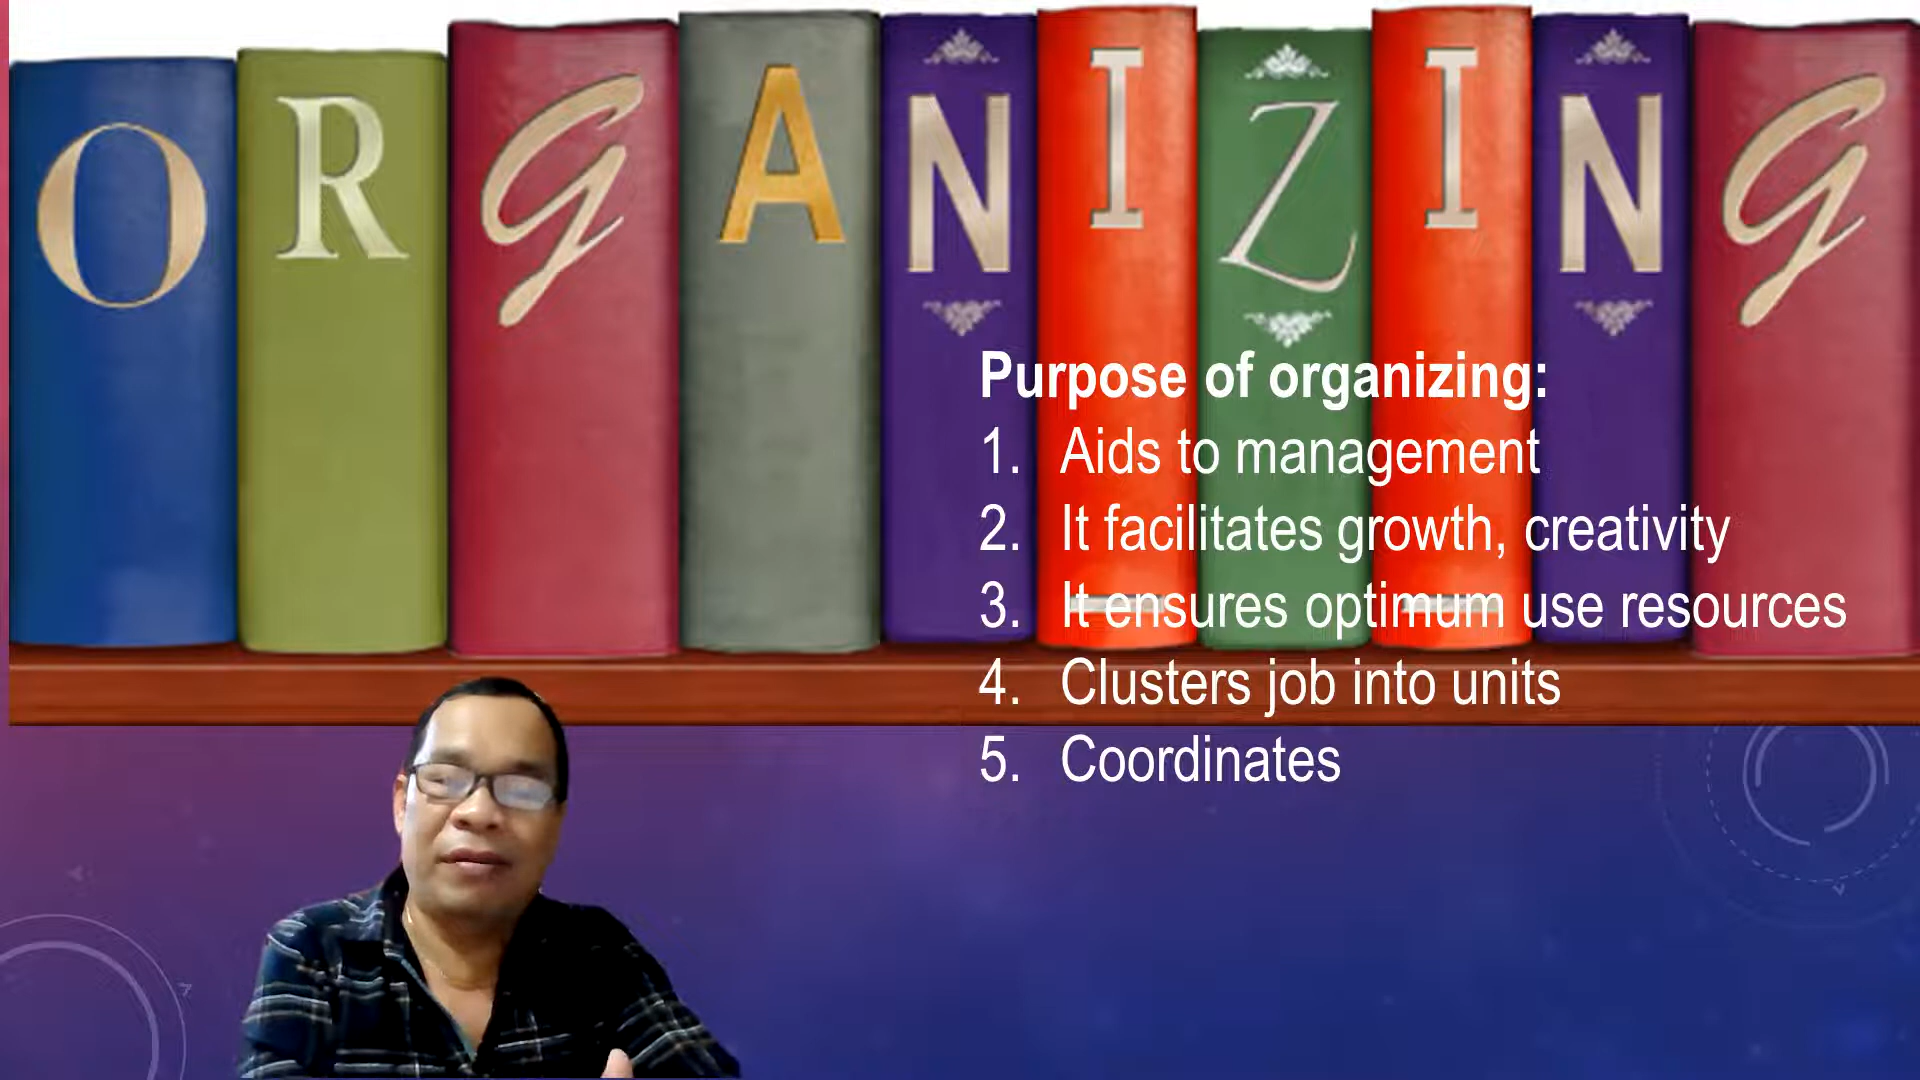 ORGANIZING
Purpose of organizing:
1. Aids to management
2. It facilitates growth, creativity
3. It ensures optimum use resources
4. Clusters job into units
5. Coordinates